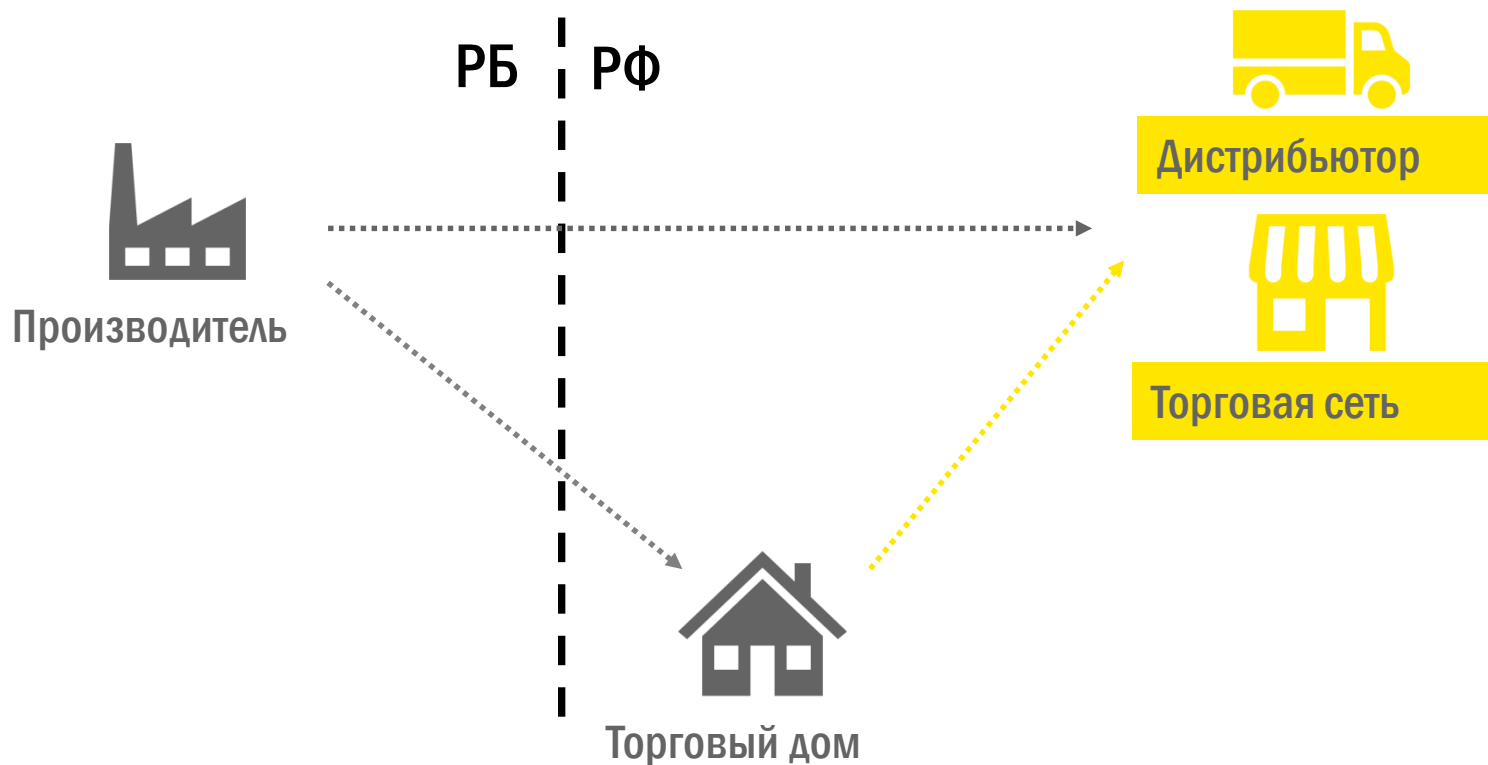 РБ
РФ
Дистрибьютор
Производитель
Торговая сеть
Торговый дом